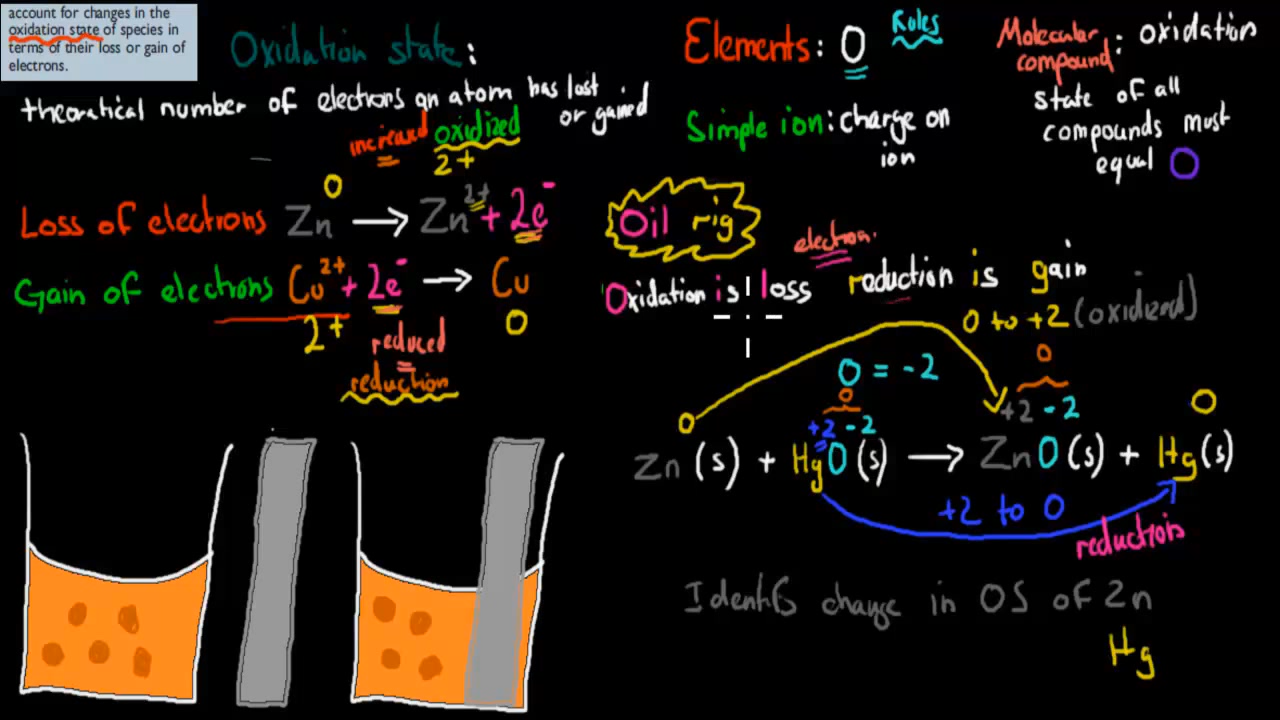 account for changes in the
oxidation state of species in
terms of their loss or gain of
electrons.
Oxidation state:
theoratical number of electrons an atom has lost
or gained
increased oxidized
2+
0
Loss of electrons Zn → Zn²⁺ + 2e⁻
Gain of electrons Cu²⁺ + 2e⁻ → Cu
2+
0
reduced
reduction
Elements: 0
Rules
Simple ion: charge on
ion
Molecular
compound: oxidation
state of all
compounds must
equal 0
Oil rig
electron.
Oxidation is loss reduction is gain
0 to +2 (oxidized)
O = -2
0
0
0
+2 -2
+2 -2
0
Zn(s) + HgO(s) → ZnO(s) + Hg(s)
+2 to 0
reduction
Identify change in OS of Zn
Hg